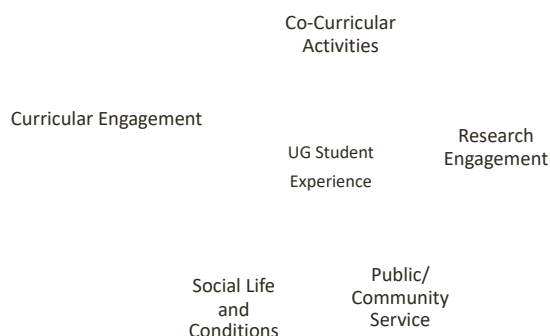 Co-Curricular
Activities
Curricular Engagement
UG Student
Experience
Research
Engagement
Social Life
and
Conditions
Public/
Community
Service